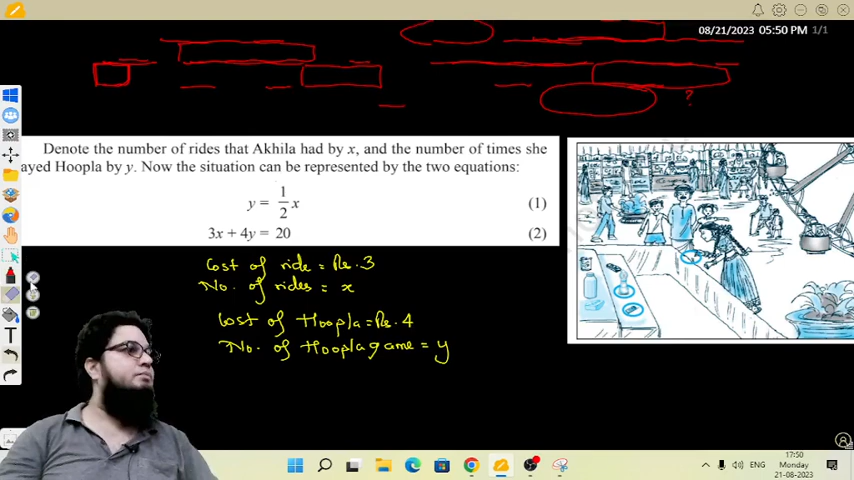 08/21/2023 05:50 PM 1/1
?
Denote the number of rides that Akhila had by x, and the number of times she
ayed Hoopla by y. Now the situation can be represented by the two equations:
y = 1/2 x (1)
3x + 4y = 20 (2)
Cost of ride = Rs. 3
No. of rides = x
Cost of Hoopla = Rs. 4
No. of Hoopla game = y
T
ENG
17:50
Monday
21-08-2023